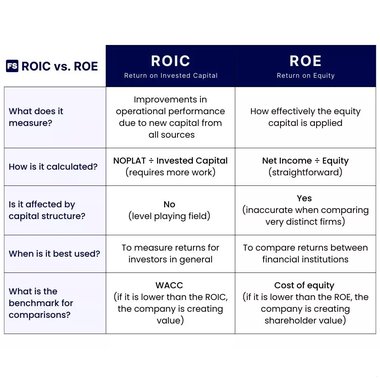 FS ROIC vs. ROE
ROIC
Return on Invested Capital
ROE
Return on Equity
What does it
measure?
Improvements in
operational performance
due to new capital from
all sources
How effectively the equity
capital is applied
How is it calculated?
NOPLAT ÷ Invested Capital
(requires more work)
Net Income ÷ Equity
(straightforward)
Is it affected by
capital structure?
No
(level playing field)
Yes
(inaccurate when comparing
very distinct firms)
When is it best used?
To measure returns for
investors in general
To compare returns between
financial institutions
What is the
benchmark for
comparisons?
WACC
(if it is lower than the ROIC,
the company is creating
value)
Cost of equity
(if it is lower than the ROE, the
company is creating
shareholder value)